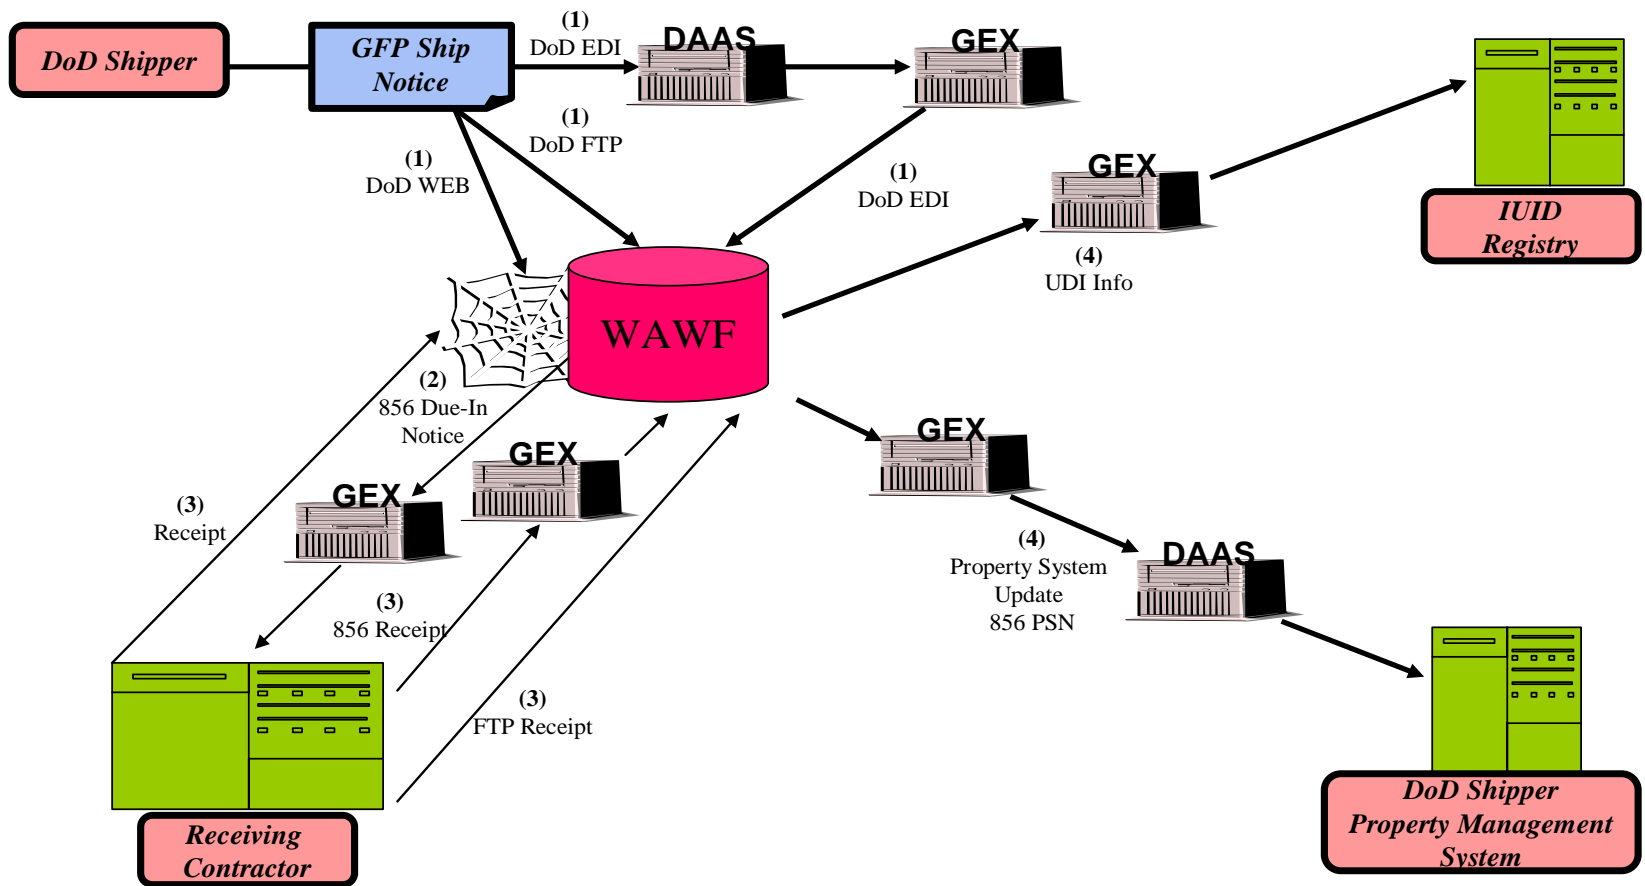 DoD Shipper
GFP Ship
Notice
(1)
DoD EDI
DAAS
GEX
(1)
DoD FTP
(1)
DoD WEB
(1)
DoD EDI
GEX
(4)
UDI Info
IUID
Registry
WAWF
(2)
856 Due-In
Notice
GEX
GEX
GEX
(3)
Receipt
(3)
856 Receipt
(3)
FTP Receipt
(4)
Property System
Update
856 PSN
DAAS
Receiving
Contractor
DoD Shipper
Property Management
System